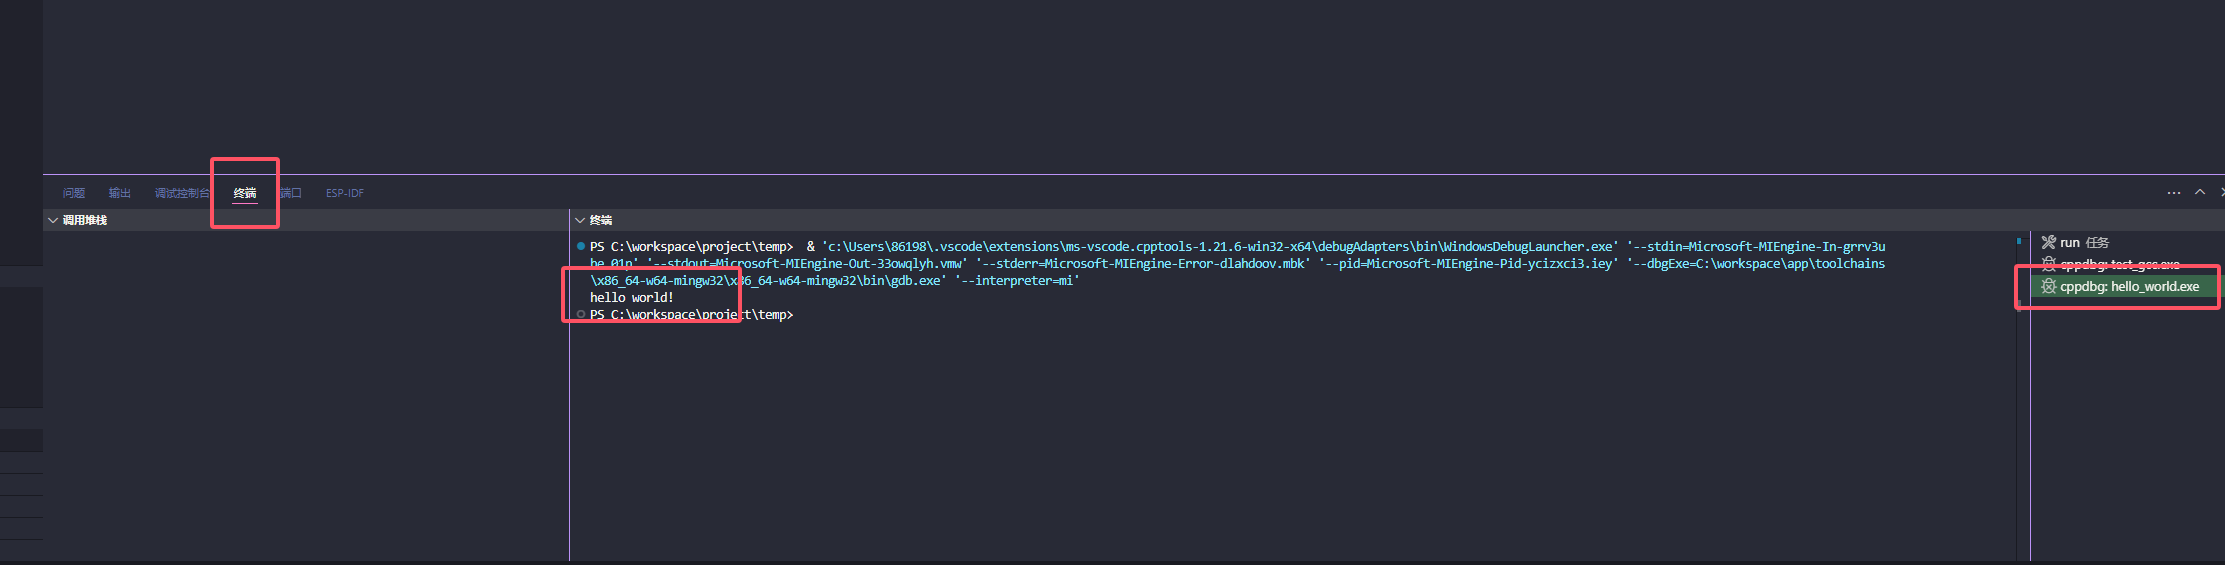 问题 输出 调试控制台 终端 端口 ESP-IDF
调用堆栈
终端
PS C:\workspace\project\temp>  & 'c:\Users\86198\.vscode\extensions\ms-vscode.cpptools-1.21.6-win32-x64\debugAdapters\bin\WindowsDebugLauncher.exe' '--stdin=Microsoft-MIEngine-In-grrv3u
be.01p' '--stdout=Microsoft-MIEngine-Out-33owqlyh.vmw' '--stderr=Microsoft-MIEngine-Error-dlahdoov.mbk' '--pid=Microsoft-MIEngine-Pid-ycizxci3.iey' '--dbgExe=C:\workspace\app\toolchains
\x86_64-w64-mingw32\x86_64-w64-mingw32\bin\gdb.exe' '--interpreter=mi'
hello world!
PS C:\workspace\project\temp>
run 任务
cppdbg: test_gcc.exe
cppdbg: hello_world.exe